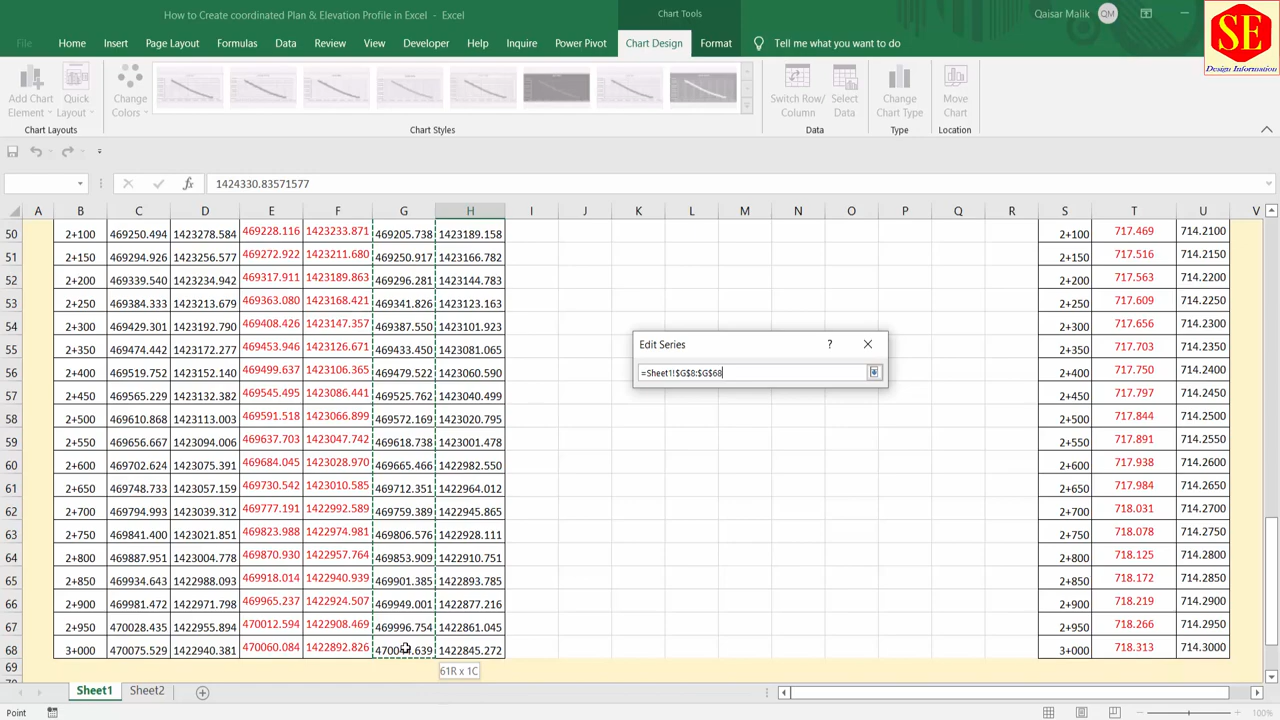 How to Create coordinated Plan & Elevation Profile in Excel - Excel
Chart Tools
Qaisar Malik QM
SE
Design Information
File Home Insert Page Layout Formulas Data Review View Developer Help Inquire Power Pivot Chart Design Format Tell me what you want to do
Add Chart Element
Quick Layout
Change Colors
Switch Row/ Column
Select Data
Change Chart Type
Move Chart
Chart Layouts Chart Styles Data Type Location
fx 1424330.83571577
A B C D E F G H I J K L M N O P Q R S T U V
50 2+100 469250.494 1423278.584 469228.116 1423233.871 469205.738 1423189.158 2+100 717.469 714.2100
51 2+150 469294.926 1423256.577 469272.922 1423211.680 469250.917 1423166.782 2+150 717.516 714.2150
52 2+200 469339.540 1423234.942 469317.911 1423189.863 469296.281 1423144.783 2+200 717.563 714.2200
53 2+250 469384.333 1423213.679 469363.080 1423168.421 469341.826 1423123.163 2+250 717.609 714.2250
54 2+300 469429.301 1423192.790 469408.426 1423147.357 469387.550 1423101.923 2+300 717.656 714.2300
55 2+350 469474.442 1423172.277 469453.946 1423126.671 469433.450 1423081.065 2+350 717.703 714.2350
56 2+400 469519.752 1423152.140 469499.637 1423106.365 469479.522 1423060.590 2+400 717.750 714.2400
57 2+450 469565.229 1423132.382 469545.495 1423086.441 469525.762 1423040.499 2+450 717.797 714.2450
58 2+500 469610.868 1423113.003 469591.518 1423066.899 469572.169 1423020.795 2+500 717.844 714.2500
59 2+550 469656.667 1423094.006 469637.703 1423047.742 469618.738 1423001.478 2+550 717.891 714.2550
60 2+600 469702.624 1423075.391 469684.045 1423028.970 469665.466 1422982.550 2+600 717.938 714.2600
61 2+650 469748.733 1423057.159 469730.542 1423010.585 469712.351 1422964.012 2+650 717.984 714.2650
62 2+700 469794.993 1423039.312 469777.191 1422992.589 469759.389 1422945.865 2+700 718.031 714.2700
63 2+750 469841.400 1423021.851 469823.988 1422974.981 469806.576 1422928.111 2+750 718.078 714.2750
64 2+800 469887.951 1423004.778 469870.930 1422957.764 469853.909 1422910.751 2+800 718.125 714.2800
65 2+850 469934.643 1422988.093 469918.014 1422940.939 469901.385 1422893.785 2+850 718.172 714.2850
66 2+900 469981.472 1422971.798 469965.237 1422924.507 469949.001 1422877.216 2+900 718.219 714.2900
67 2+950 470028.435 1422955.894 470012.594 1422908.469 469996.754 1422861.045 2+950 718.266 714.2950
68 3+000 470075.529 1422940.381 470060.084 1422892.826 1422845.272 3+000 718.313 714.3000
69
Edit Series ?
=Sheet1!$G$8:$G$68
61R x 1C
Sheet1 Sheet2
Point 100%